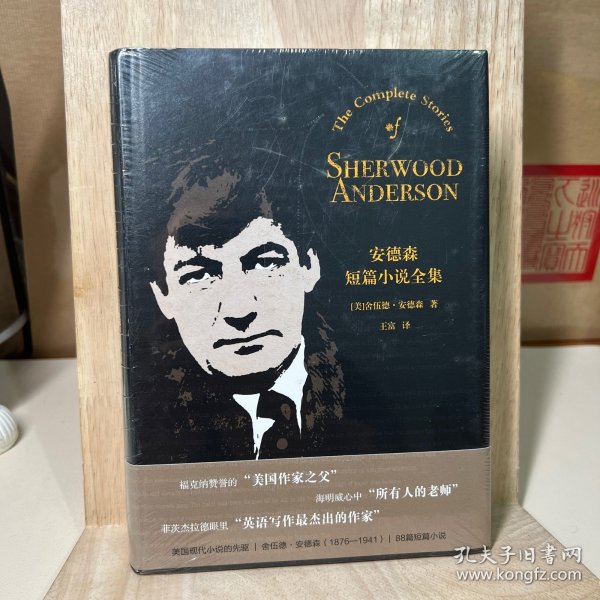 The Complete Stories
of
SHERWOOD
ANDERSON
安德森
短篇小说全集
[美]舍伍德·安德森 著
王富 译
福克纳赞誉的“美国作家之父”
海明威心中“所有人的老师”
菲茨杰拉德眼里“英语写作最杰出的作家”
美国现代小说的先驱 | 舍伍德·安德森（1876—1941） | 88篇短篇小说
孔夫子旧书网
www.kongfz.com